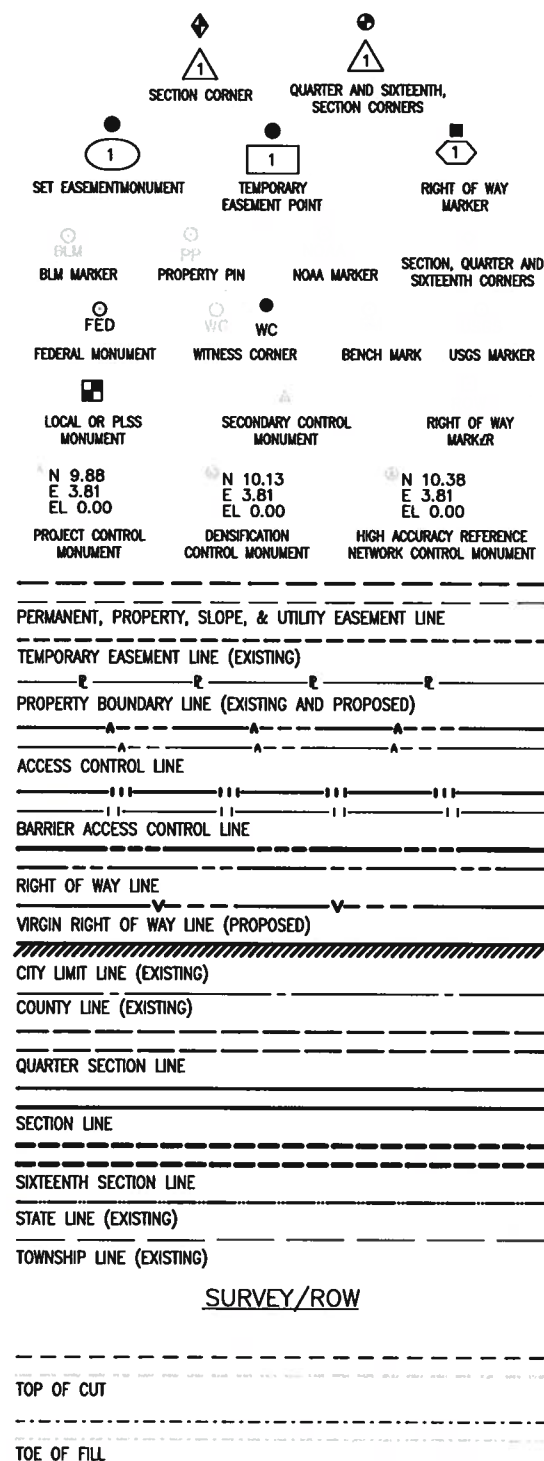 1
1
SECTION CORNER
QUARTER AND SIXTEENTH,
SECTION CORNERS
1
1
1
SET EASEMENTMONUMENT
TEMPORARY
EASEMENT POINT
RIGHT OF WAY
MARKER
BLM
PP
BLM MARKER
PROPERTY PIN
NOAA MARKER
SECTION, QUARTER AND
SIXTEENTH CORNERS
FED
WC
WC
FEDERAL MONUMENT
WITNESS CORNER
BENCH MARK
USGS MARKER
LOCAL OR PLSS
MONUMENT
SECONDARY CONTROL
MONUMENT
RIGHT OF WAY
MARKER
N 9.88
E 3.81
EL 0.00
N 10.13
E 3.81
EL 0.00
N 10.38
E 3.81
EL 0.00
PROJECT CONTROL
MONUMENT
DENSIFICATION
CONTROL MONUMENT
HIGH ACCURACY REFERENCE
NETWORK CONTROL MONUMENT
PERMANENT, PROPERTY, SLOPE, & UTILITY EASEMENT LINE
TEMPORARY EASEMENT LINE (EXISTING)
PROPERTY BOUNDARY LINE (EXISTING AND PROPOSED)
A A A
A A A
ACCESS CONTROL LINE
BARRIER ACCESS CONTROL LINE
RIGHT OF WAY LINE
V V
VIRGIN RIGHT OF WAY LINE (PROPOSED)
CITY LIMIT LINE (EXISTING)
COUNTY LINE (EXISTING)
QUARTER SECTION LINE
SECTION LINE
SIXTEENTH SECTION LINE
STATE LINE (EXISTING)
TOWNSHIP LINE (EXISTING)
SURVEY/ROW
TOP OF CUT
TOE OF FILL